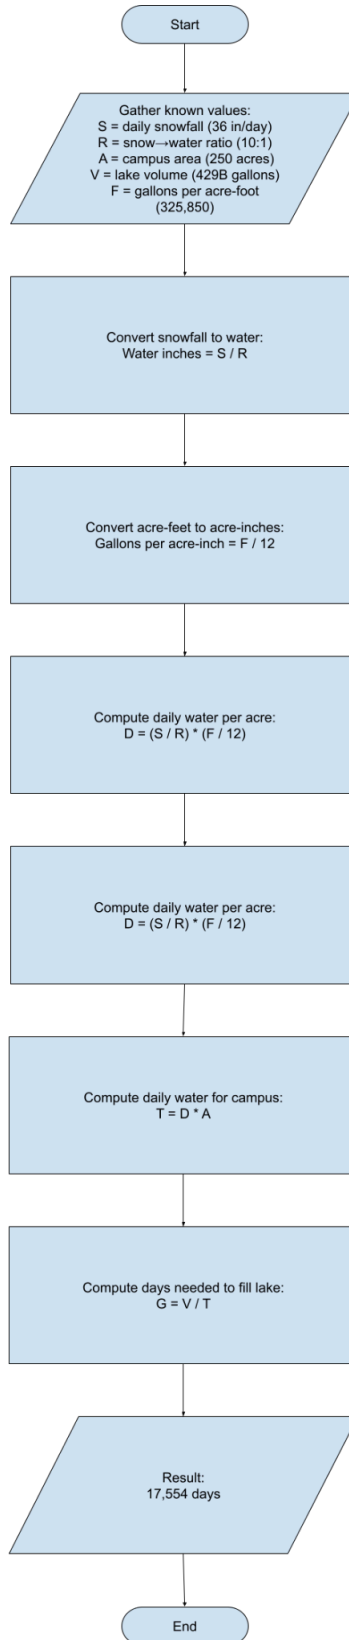 Start
Gather known values:
S = daily snowfall (36 in/day)
R = snow→water ratio (10:1)
A = campus area (250 acres)
V = lake volume (429B gallons)
F = gallons per acre-foot
(325,850)
Convert snowfall to water:
Water inches = S / R
Convert acre-feet to acre-inches:
Gallons per acre-inch = F / 12
Compute daily water per acre:
D = (S / R) * (F / 12)
Compute daily water per acre:
D = (S / R) * (F / 12)
Compute daily water for campus:
T = D * A
Compute days needed to fill lake:
G = V / T
Result:
17,554 days
End